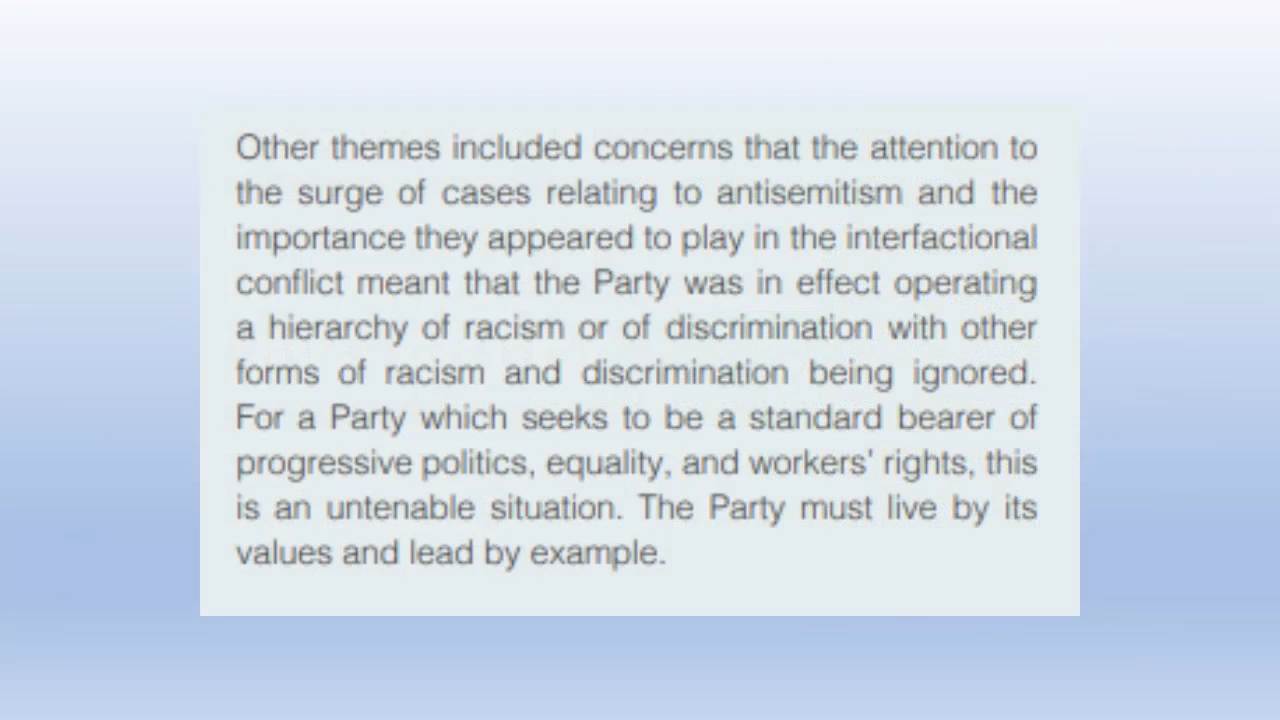 Other themes included concerns that the attention to
the surge of cases relating to antisemitism and the
importance they appeared to play in the interfactional
conflict meant that the Party was in effect operating
a hierarchy of racism or of discrimination with other
forms of racism and discrimination being ignored.
For a Party which seeks to be a standard bearer of
progressive politics, equality, and workers' rights, this
is an untenable situation. The Party must live by its
values and lead by example.